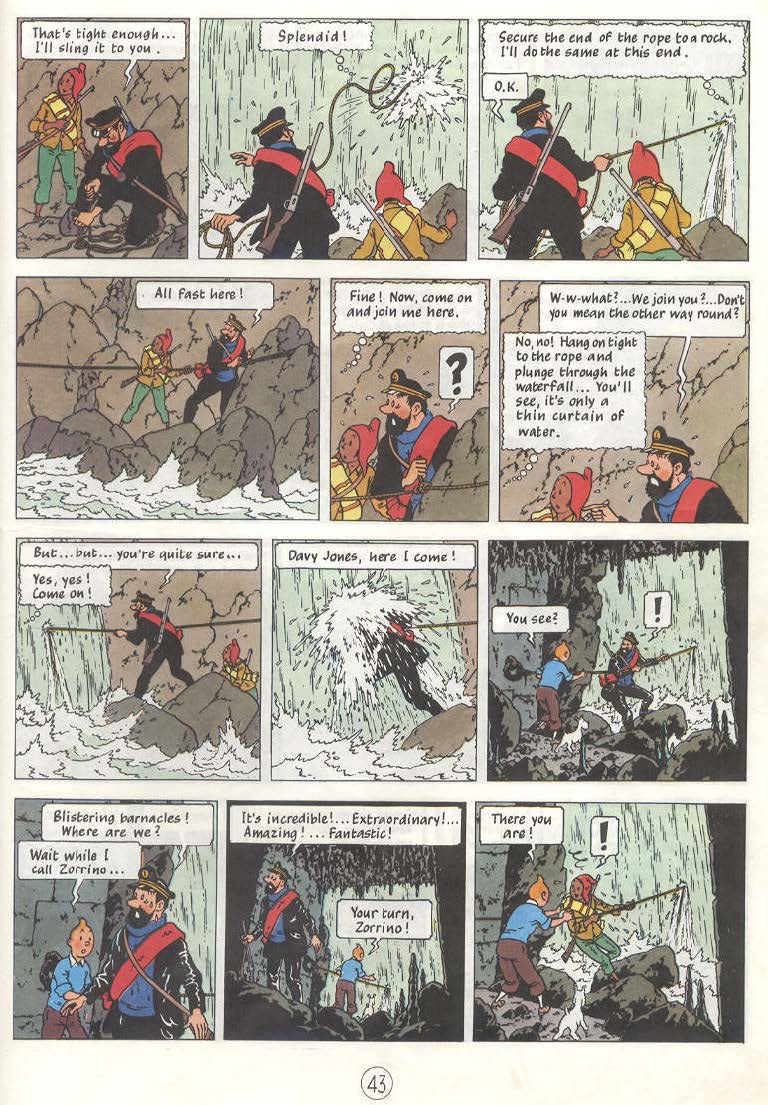 That's tight enough...
I'll sling it to you.
Splendid!
Secure the end of the rope to a rock.
I'll do the same at this end.
O.K.
All fast here!
Fine! Now, come on
and join me here.
?
W-w-what?...We join you?...Don't
you mean the other way round?
No, no! Hang on tight
to the rope and
plunge through the
waterfall... You'll
see, it's only a
thin curtain of
water.
But...but... you're quite sure...
Yes, yes!
Come on!
Davy Jones, here I come!
You see?
!
Blistering barnacles!
Where are we?
Wait while I
call Zorrino...
It's incredible!...Extraordinary!...
Amazing!... Fantastic!
Your turn,
Zorrino!
There you
are!
!
43